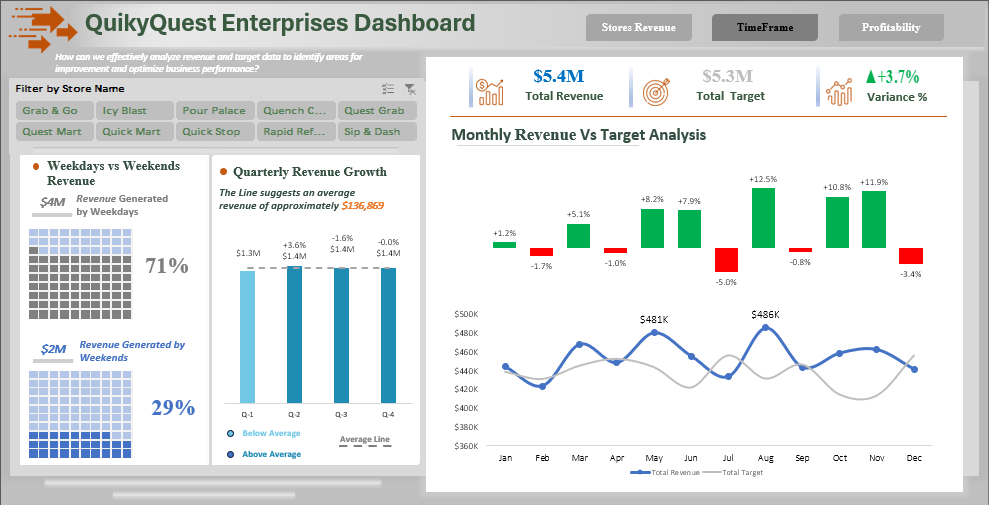 QuikyQuest Enterprises Dashboard
Stores Revenue
TimeFrame
Profitability
How can we effectively analyze revenue and target data to identify areas for
improvement and optimize business performance?
Filter by Store Name
Grab & Go
Icy Blast
Pour Palace
Quench C...
Quest Grab
Quest Mart
Quick Mart
Quick Stop
Rapid Ref...
Sip & Dash
$5.4M
Total Revenue
$5.3M
Total Target
+3.7%
Variance %
Weekdays vs Weekends
Revenue
$4M
Revenue Generated
by Weekdays
71%
$2M
Revenue Generated by
Weekends
29%
Quarterly Revenue Growth
The Line suggests an average
revenue of approximately $136,869
$1.3M
+3.6%
$1.4M
-1.6%
$1.4M
-0.0%
$1.4M
Q-1
Q-2
Q-3
Q-4
Below Average
Above Average
Average Line
Monthly Revenue Vs Target Analysis
+1.2%
-1.7%
+5.1%
-1.0%
+8.2%
+7.9%
-5.0%
+12.5%
-0.8%
+10.8%
+11.9%
-3.4%
$500K
$480K
$460K
$440K
$420K
$400K
$380K
$360K
$481K
$486K
Jan
Feb
Mar
Apr
May
Jun
Jul
Aug
Sep
Oct
Nov
Dec
Total Revenue
Total Target